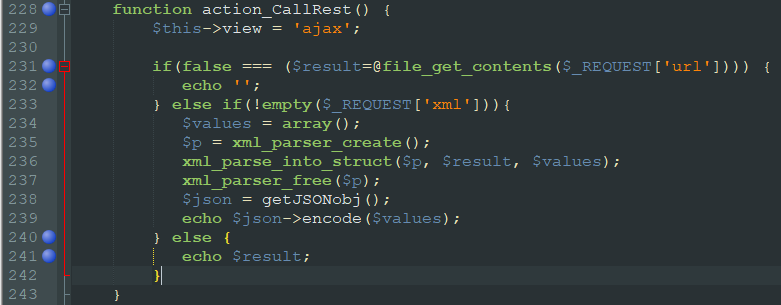 228 function action_CallRest() {
229 $this->view = 'ajax';
230
231 if(false === ($result=@file_get_contents($_REQUEST['url']))) {
232 echo '';
233 } else if(!empty($_REQUEST['xml'])){
234 $values = array();
235 $p = xml_parser_create();
236 xml_parse_into_struct($p, $result, $values);
237 xml_parser_free($p);
238 $json = getJSONobj();
239 echo $json->encode($values);
240 } else {
241 echo $result;
242 }
243 }